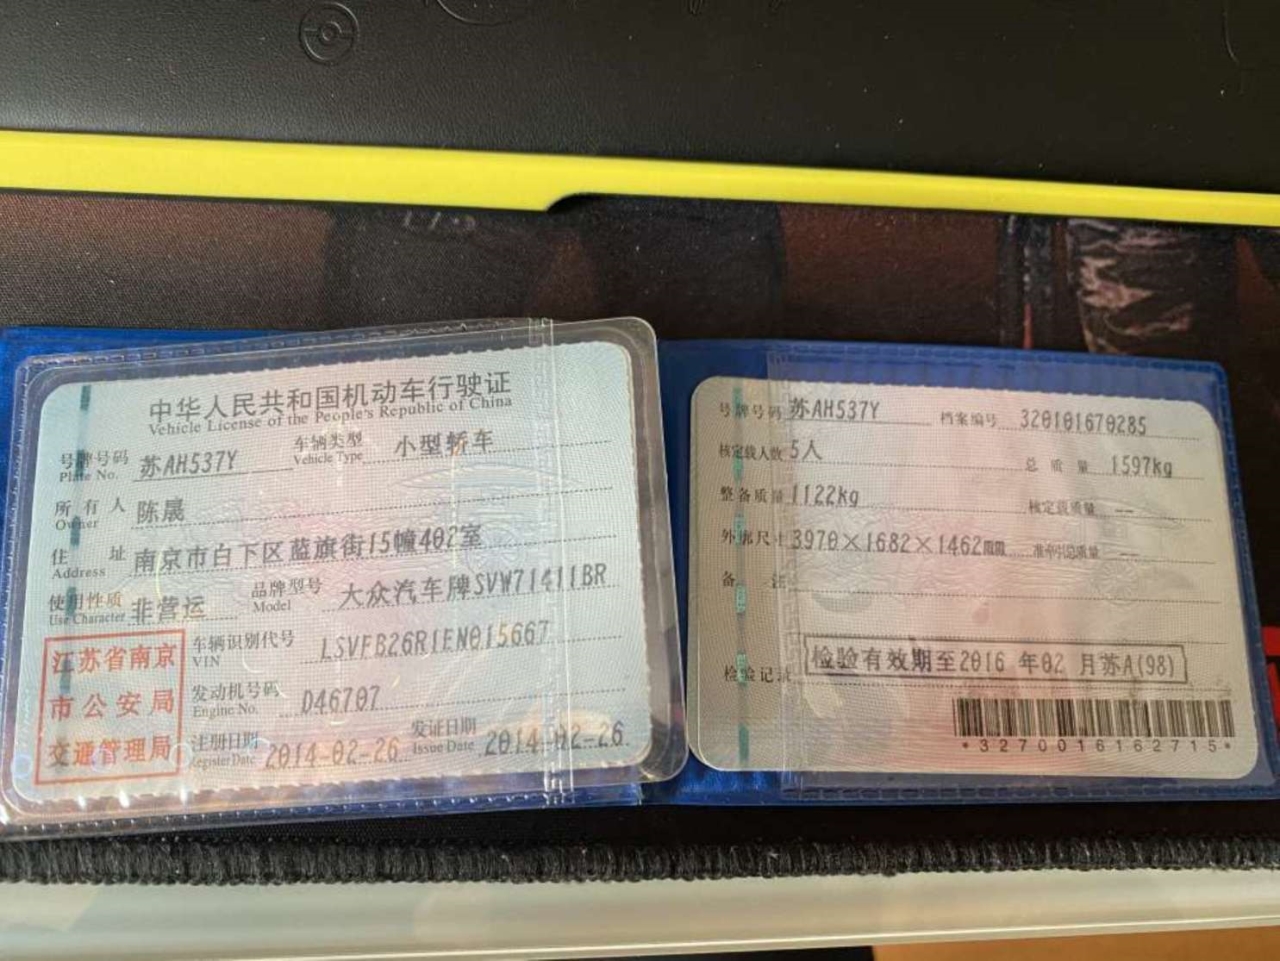 中华人民共和国机动车行驶证
Vehicle License of the People's Republic of China
号牌号码 苏AH537Y 车辆类型 小型轿车
Plate No. Vehicle Type
所有人 陈晟
Owner
住址 南京市白下区蓝旗街15幢402室
Address
使用性质 非营运 品牌型号 大众汽车牌SVW71411BR
Use Character Model
江苏省南京
市公安局
交通管理局
车辆识别代号 LSVFB26R1EN015667
VIN
发动机号码 D46707
Engine No.
注册日期 2014-02-26 发证日期 2014-02-26
Register Date Issue Date
号牌号码 苏AH537Y 档案编号 320101670285
核定载人数 5人 总质量 1597kg
整备质量 1122kg 核定载质量 --
外廓尺寸 3970×1682×1462mm 准牵引总质量 --
备注
检验记录 检验有效期至2016年02月苏A(98)
*3270016162715*